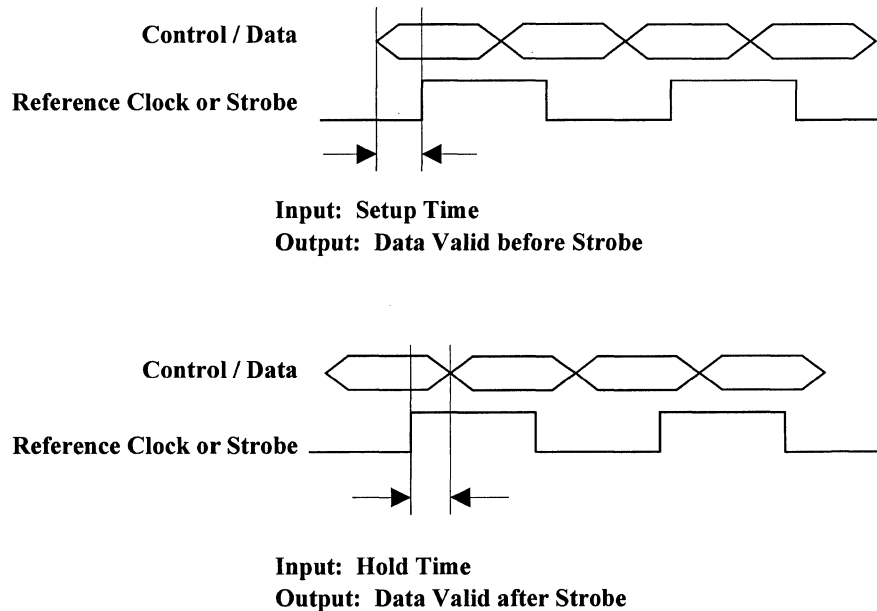 Control / Data
Reference Clock or Strobe
Input: Setup Time
Output: Data Valid before Strobe
Control / Data
Reference Clock or Strobe
Input: Hold Time
Output: Data Valid after Strobe